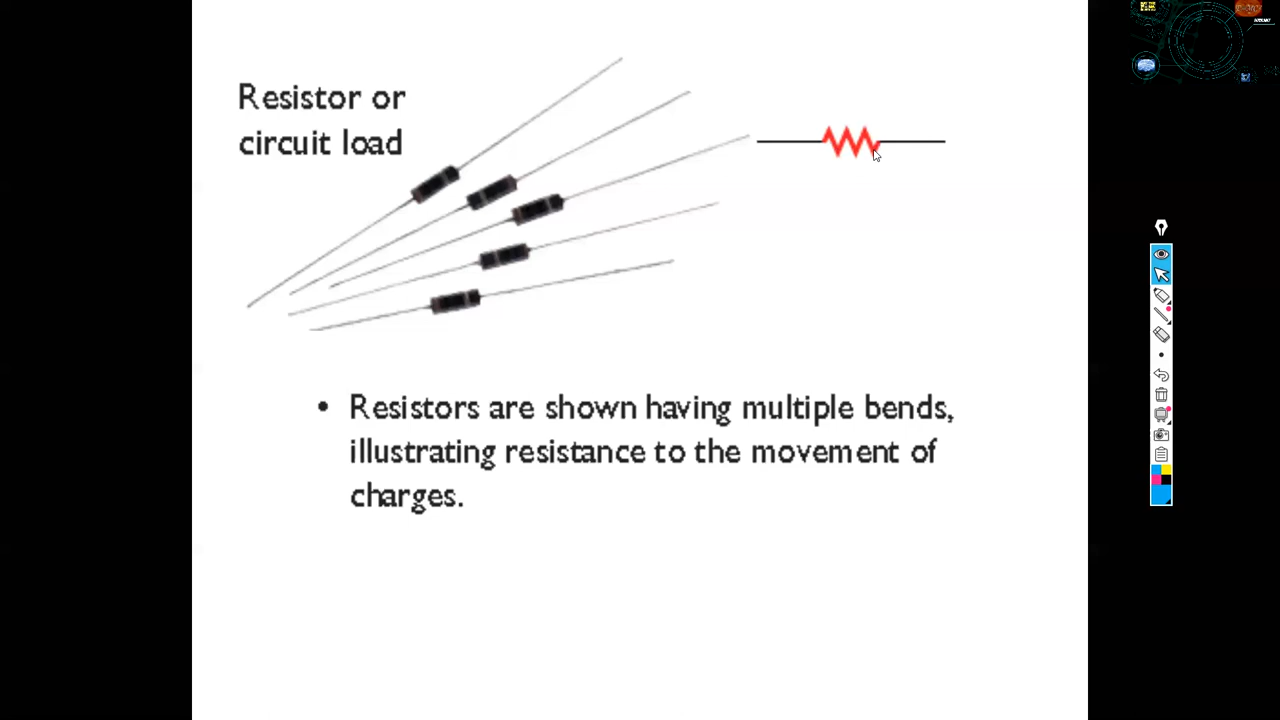 Resistor or
circuit load
• Resistors are shown having multiple bends,
illustrating resistance to the movement of
charges.